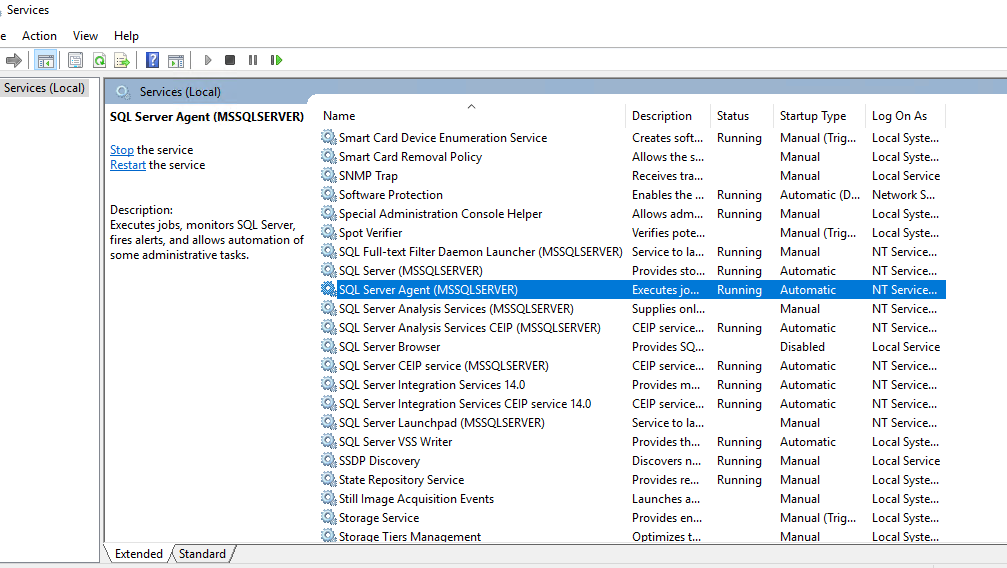 Services
e Action View Help
Services (Local)
Services (Local)
SQL Server Agent (MSSQLSERVER)
Stop the service
Restart the service
Description:
Executes jobs, monitors SQL Server,
fires alerts, and allows automation of
some administrative tasks.
Name Description Status Startup Type Log On As
Smart Card Device Enumeration Service Creates soft... Running Manual (Trig... Local Syste...
Smart Card Removal Policy Allows the s... Manual Local Syste...
SNMP Trap Receives tra... Manual Local Service
Software Protection Enables the ... Running Automatic (D... Network S...
Special Administration Console Helper Allows adm... Running Manual Local Syste...
Spot Verifier Verifies pote... Manual (Trig... Local Syste...
SQL Full-text Filter Daemon Launcher (MSSQLSERVER) Service to la... Running Manual NT Service...
SQL Server (MSSQLSERVER) Provides sto... Running Automatic NT Service...
SQL Server Agent (MSSQLSERVER) Executes jo... Running Automatic NT Service...
SQL Server Analysis Services (MSSQLSERVER) Supplies onl... Manual NT Service...
SQL Server Analysis Services CEIP (MSSQLSERVER) CEIP service... Running Automatic NT Service...
SQL Server Browser Provides SQ... Disabled Local Service
SQL Server CEIP service (MSSQLSERVER) CEIP service... Running Automatic NT Service...
SQL Server Integration Services 14.0 Provides m... Running Automatic NT Service...
SQL Server Integration Services CEIP service 14.0 CEIP service... Running Automatic NT Service...
SQL Server Launchpad (MSSQLSERVER) Service to la... Manual NT Service...
SQL Server VSS Writer Provides th... Running Automatic Local Syste...
SSDP Discovery Discovers n... Running Manual Local Service
State Repository Service Provides re... Running Manual Local Syste...
Still Image Acquisition Events Launches a... Manual Local Syste...
Storage Service Provides en... Manual (Trig... Local Syste...
Storage Tiers Management Optimizes t... Manual Local Syste...
Extended Standard